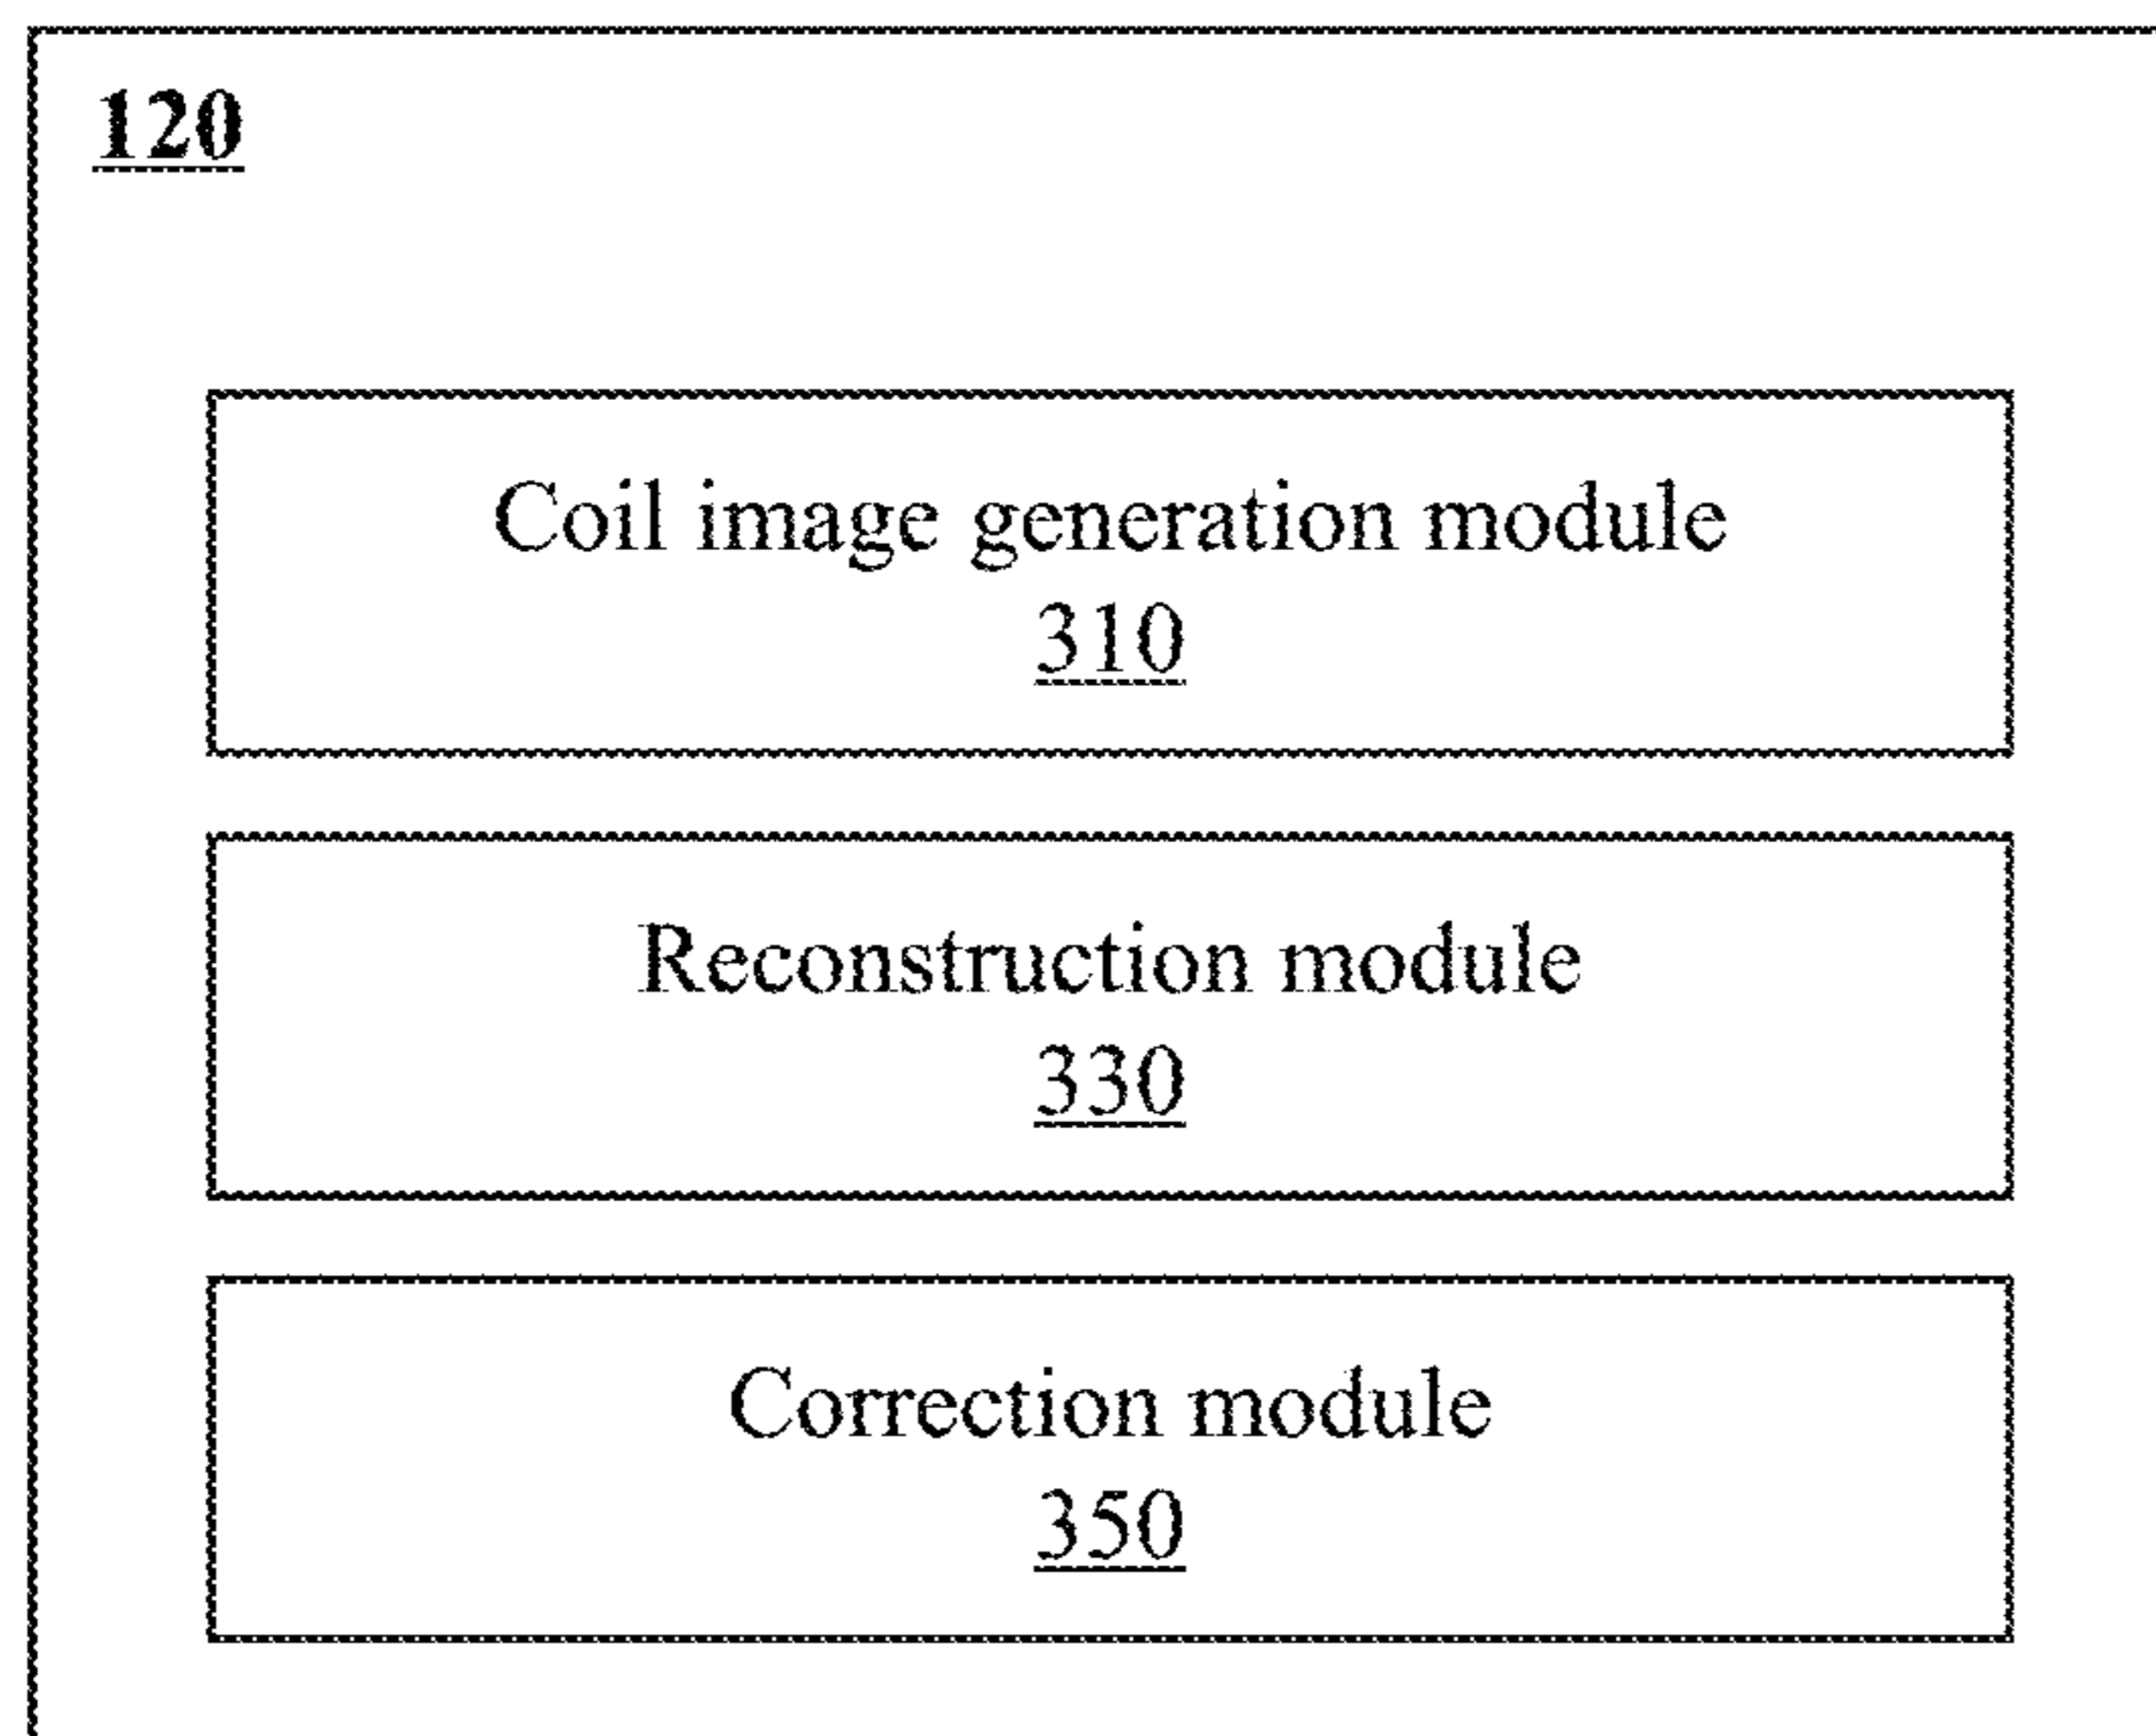 120
Coil image generation module
310
Reconstruction module
330
Correction module
350